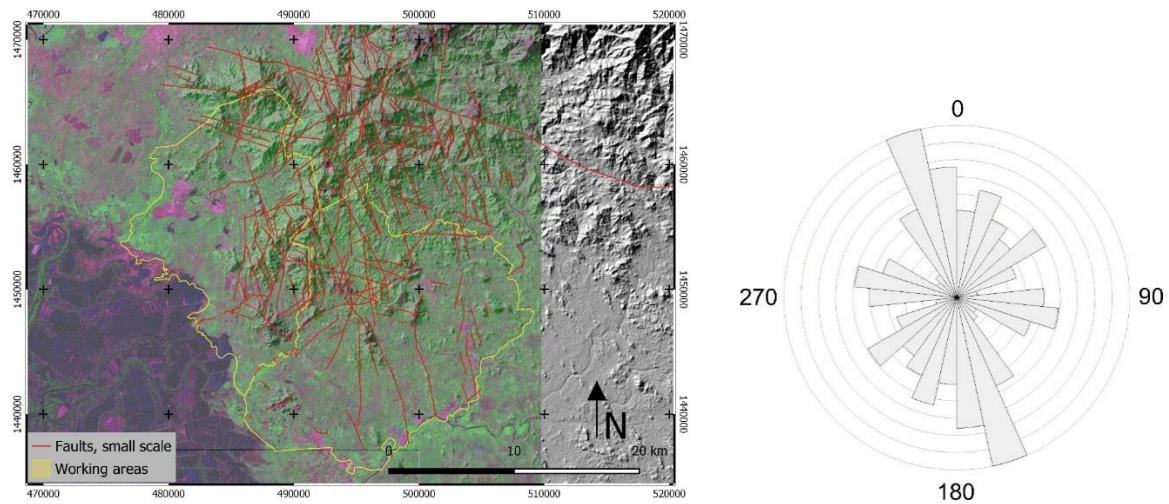 470000 480000 490000 500000 510000 520000
1470000 1470000
1460000 1460000
1450000 1450000
1440000 1440000
N
Faults, small scale
Working areas
0 10 20 km
470000 480000 490000 500000 510000 520000
0
270 90
180